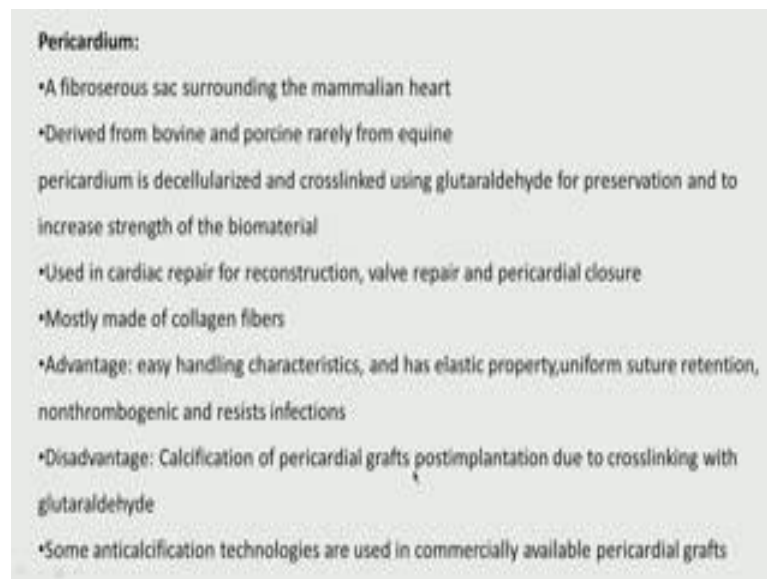 Pericardium:
•A fibroserous sac surrounding the mammalian heart
•Derived from bovine and porcine rarely from equine
pericardium is decellularized and crosslinked using glutaraldehyde for preservation and to
increase strength of the biomaterial
•Used in cardiac repair for reconstruction, valve repair and pericardial closure
•Mostly made of collagen fibers
•Advantage: easy handling characteristics, and has elastic property,uniform suture retention,
nonthrombogenic and resists infections
•Disadvantage: Calcification of pericardial grafts postimplantation due to crosslinking with
glutaraldehyde
•Some anticalcification technologies are used in commercially available pericardial grafts